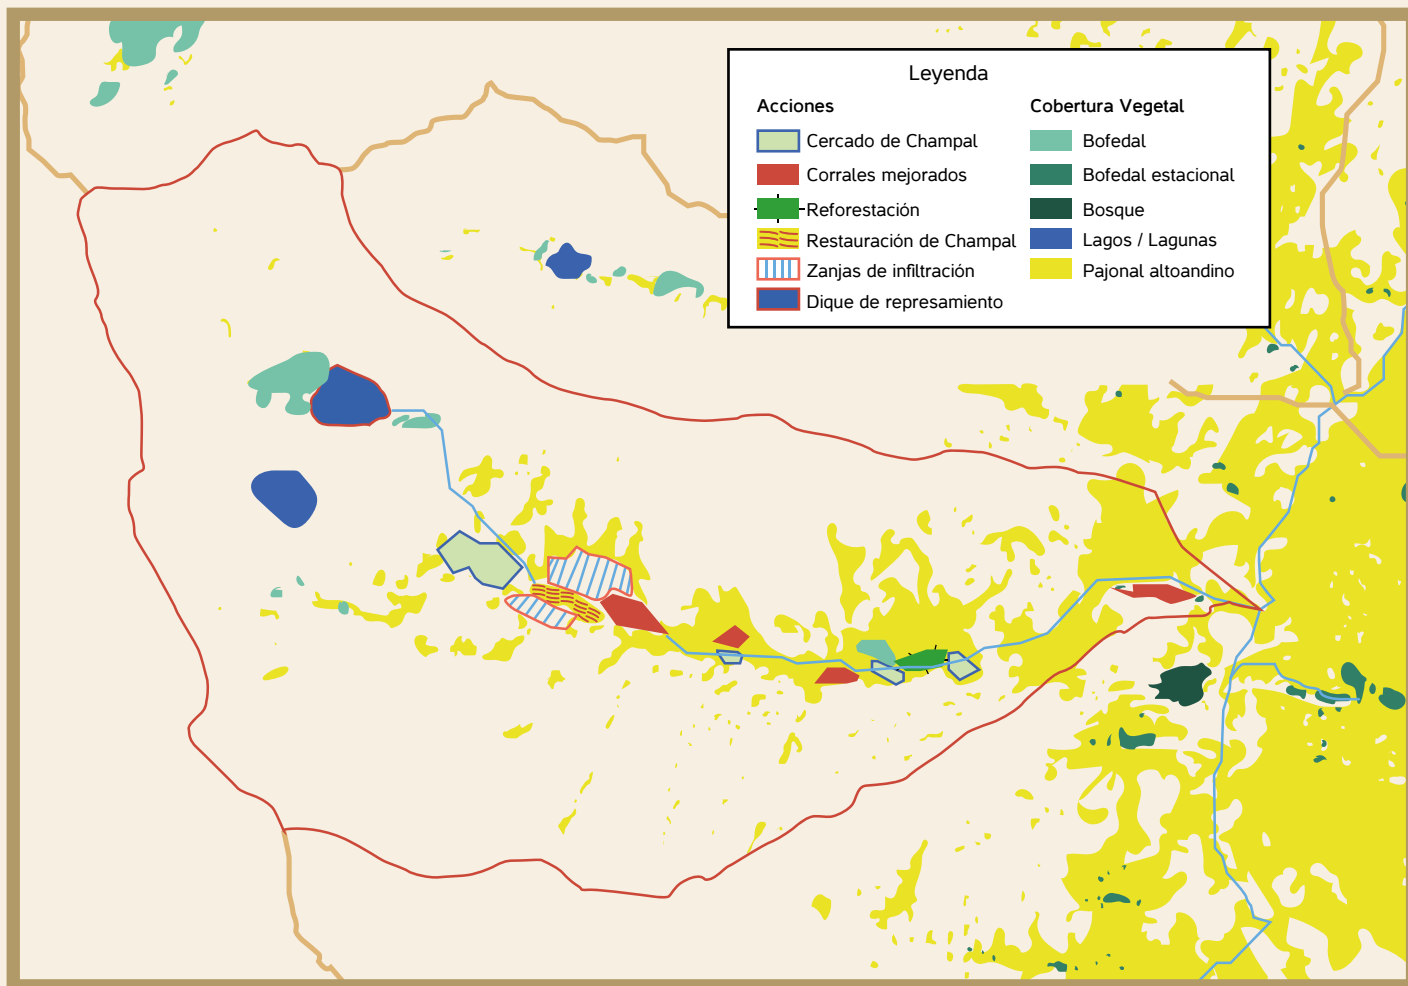 Leyenda
Acciones
Cercado de Champal
Corrales mejorados
Reforestación
Restauración de Champal
Zanjas de infiltración
Dique de represamiento
Cobertura Vegetal
Bofedal
Bofedal estacional
Bosque
Lagos / Lagunas
Pajonal altoandino